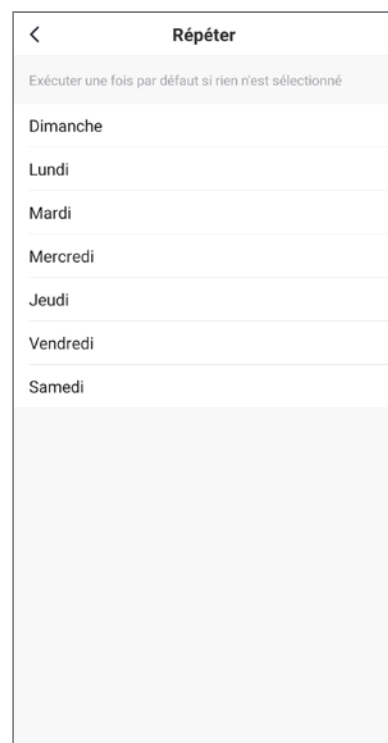 Répéter
Exécuter une fois par défaut si rien n'est sélectionné
Dimanche
Lundi
Mardi
Mercredi
Jeudi
Vendredi
Samedi